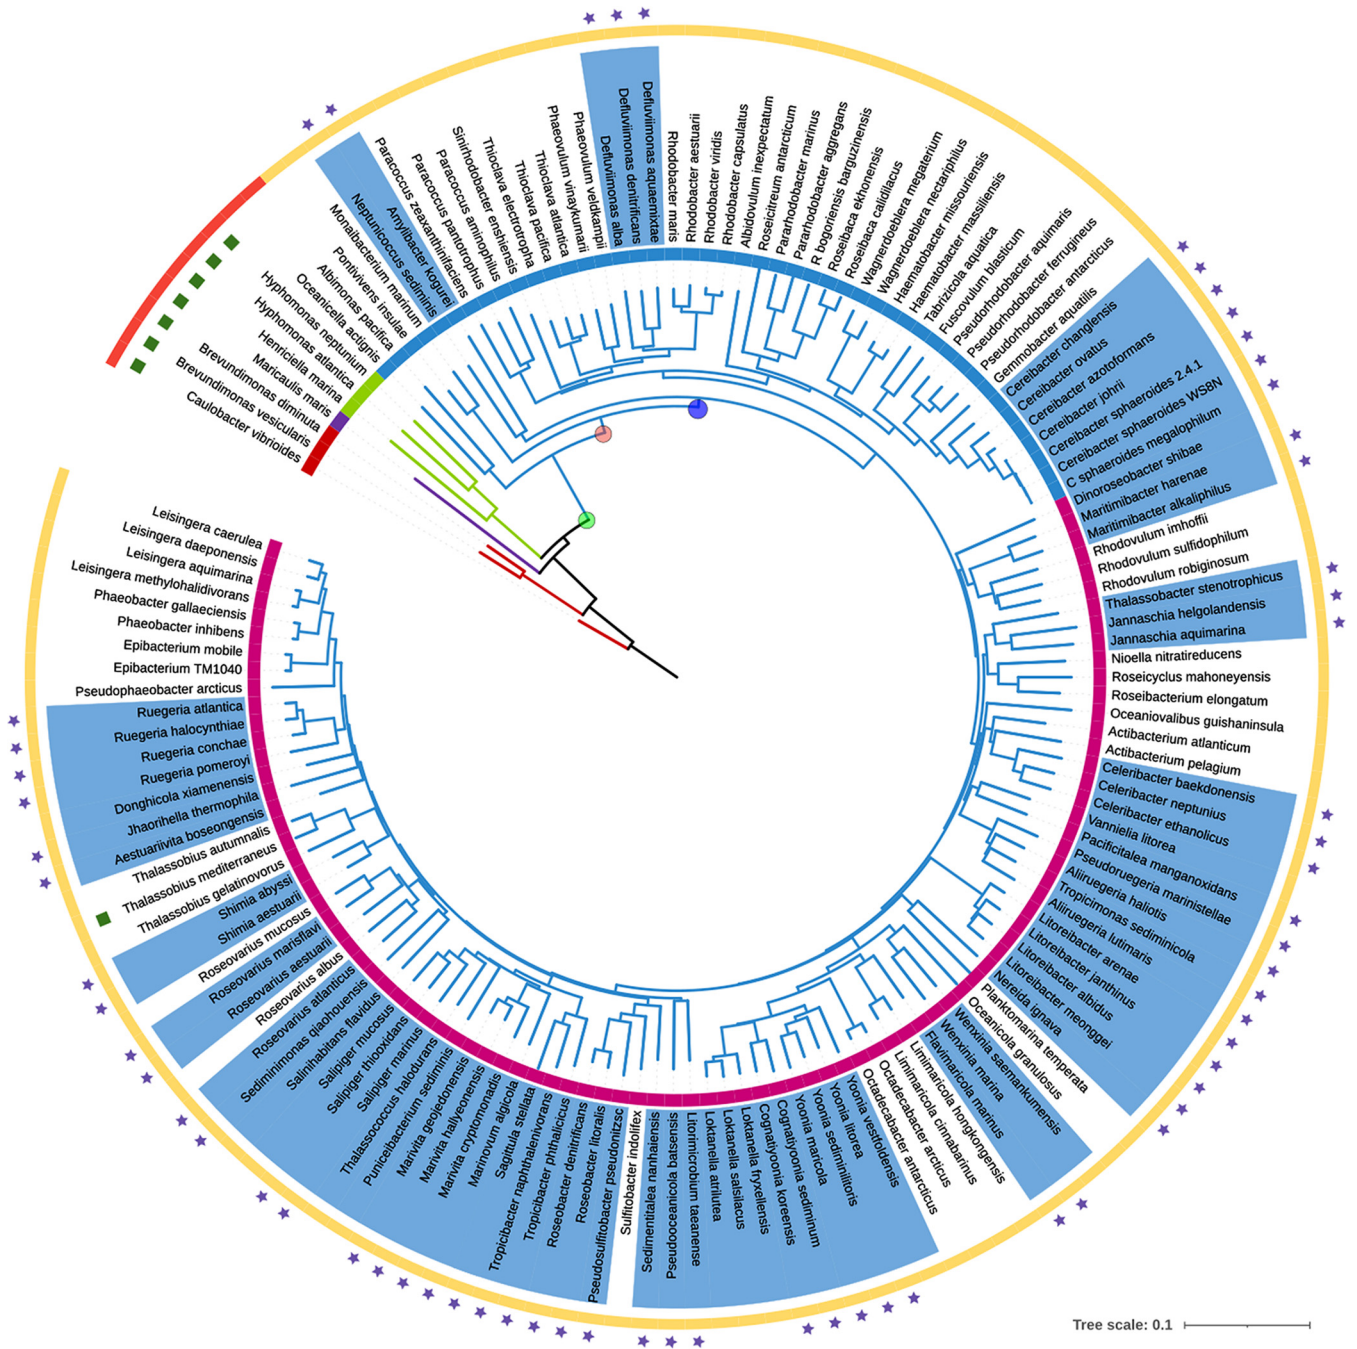 Caulobacter vibrioides
Brevundimonas vesicularis
Brevundimonas diminuta
Maricaulis maris
Henriciella marina
Hyphomonas atlantica
Hyphomonas neptunium
Oceanicella actignis
Albimonas pacifica
Pontivivens insulae
Monaibacterium marinum
Neptunicoccus sediminis
Amylibacter kogurei
Paracoccus zeaxanthinifaciens
Paracoccus pantotrophus
Paracoccus aminophilus
Sinirhodobacter enshiensis
Thioclava electrotropha
Thioclava pacifica
Thioclava atlantica
Phaeovulum vinaykumarii
Phaeovulum veldkampii
Defluviimonas alba
Defluviimonas denitrificans
Defluviimonas aquaemixtae
Rhodobacter maris
Rhodobacter aestuarii
Rhodobacter viridis
Rhodobacter capsulatus
Albidovulum inexpectatum
Roseicitreum antarcticum
Pararhodobacter marinus
Pararhodobacter aggregans
R bogoriensis barguzinensis
Roseibaca ekhonensis
Roseibaca calidilacus
Wagnerdoeblera megaterium
Wagnerdoeblera nectariphilus
Haematobacter missouriensis
Haematobacter massiliensis
Tabrizicola aquatica
Fuscovulum blasticum
Pseudorhodobacter aquimaris
Pseudorhodobacter ferrugineus
Pseudorhodobacter antarcticus
Gemmobacter aquatilis
Cereibacter changlensis
Cereibacter ovatus
Cereibacter azotoformans
Cereibacter johrii
Cereibacter sphaeroides 2.4.1
Cereibacter sphaeroides WS8N
C sphaeroides megalophilum
Dinoroseobacter shibae
Maritimibacter harenae
Maritimibacter alkaliphilus
Rhodovulum imhoffii
Rhodovulum sulfidophilum
Rhodovulum robiginosum
Thalassobacter stenotrophicus
Jannaschia helgolandensis
Jannaschia aquimarina
Nioella nitratireducens
Roseicyclus mahoneyensis
Roseibacterium elongatum
Oceaniovalibus guishaninsula
Actibacterium atlanticum
Actibacterium pelagium
Celeribacter baekdonensis
Celeribacter neptunius
Celeribacter ethanolicus
Vannielia litorea
Pacificitalea manganoxidans
Pseudoruegeria marinistellae
Aliiruegeria haliotis
Tropicimonas sediminicola
Aliiruegeria lutimaris
Litoreibacter arenae
Litoreibacter janthinus
Litoreibacter albidus
Litoreibacter meonggei
Nereida ignava
Planktomarina temperata
Oceanicola granulosus
Wenxinia saemankumensis
Wenxinia marina
Flavimaricola marinus
Limimaricola hongkongensis
Limimaricola cinnabarinus
Octadecabacter arcticus
Octadecabacter antarcticus
Yoonia vestfoldensis
Yoonia litorea
Yoonia sediminilitoris
Yoonia maricola
Cognatiyoonia sediminum
Cognatiyoonia koreensis
Loktanella fryxellensis
Loktanella salsilacus
Loktanella atrilutea
Litorimicrobium taeanense
Pseudooceanicola batsensis
Sedimentitalea nanhaiensis
Sulfitobacter indolifex
Pseudosulfitobacter pseudonitzsc
Roseobacter litoralis
Roseobacter denitrificans
Tropicibacter phthalicicus
Tropicibacter naphthalenivorans
Sagittula stellata
Marinovum algicola
Marivita cryptomonadis
Marivita hallyeonensis
Marivita geojedonensis
Puniceibacterium sediminis
Thalassococcus halodurans
Salipiger marinus
Salipiger thiooxidans
Salipiger mucosus
Salinihabitans flavidus
Sediminimonas qiaohouensis
Roseovarius atlanticus
Roseovarius albus
Roseovarius aestuarii
Roseovarius marisflavi
Roseovarius mucosus
Shimia aestuarii
Shimia abyssi
Thalassobius gelatinovorus
Thalassobius mediterraneus
Thalassobius autumnalis
Aestuariivita boseongensis
Jhaorihella thermophila
Donghicola xiamenensis
Ruegeria pomeroyi
Ruegeria conchae
Ruegeria halocynthiae
Ruegeria atlantica
Pseudophaeobacter arcticus
Epibacterium TM1040
Epibacterium mobile
Phaeobacter inhibens
Phaeobacter gallaeciensis
Leisingera methylohalidivorans
Leisingera aquimarina
Leisingera daeponensis
Leisingera caerulea
Tree scale: 0.1